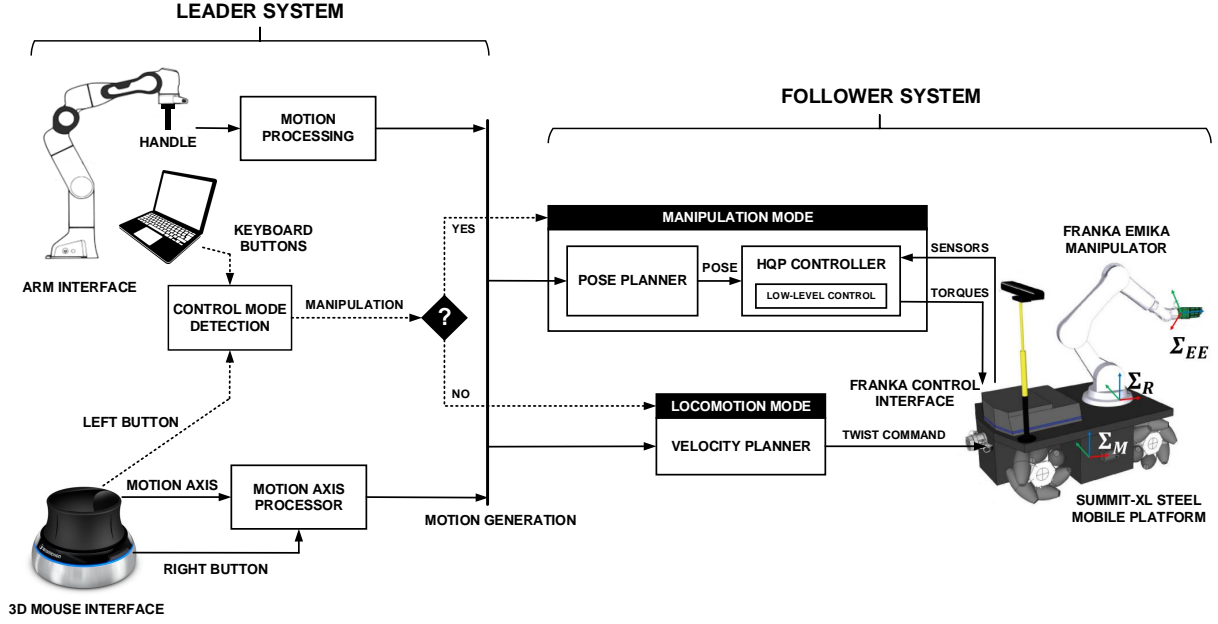 LEADER SYSTEM
HANDLE
MOTION
PROCESSING
KEYBOARD
BUTTONS
ARM INTERFACE
CONTROL MODE
DETECTION
MANIPULATION
?
YES
NO
LEFT BUTTON
MOTION AXIS
MOTION AXIS
PROCESSOR
RIGHT BUTTON
3D MOUSE INTERFACE
MOTION GENERATION
FOLLOWER SYSTEM
MANIPULATION MODE
POSE PLANNER
POSE
HQP CONTROLLER
LOW-LEVEL CONTROL
SENSORS
TORQUES
FRANKA EMIKA
MANIPULATOR
Σ_EE
Σ_R
Σ_M
FRANKA CONTROL
INTERFACE
LOCOMOTION MODE
VELOCITY PLANNER
TWIST COMMAND
SUMMIT-XL STEEL
MOBILE PLATFORM